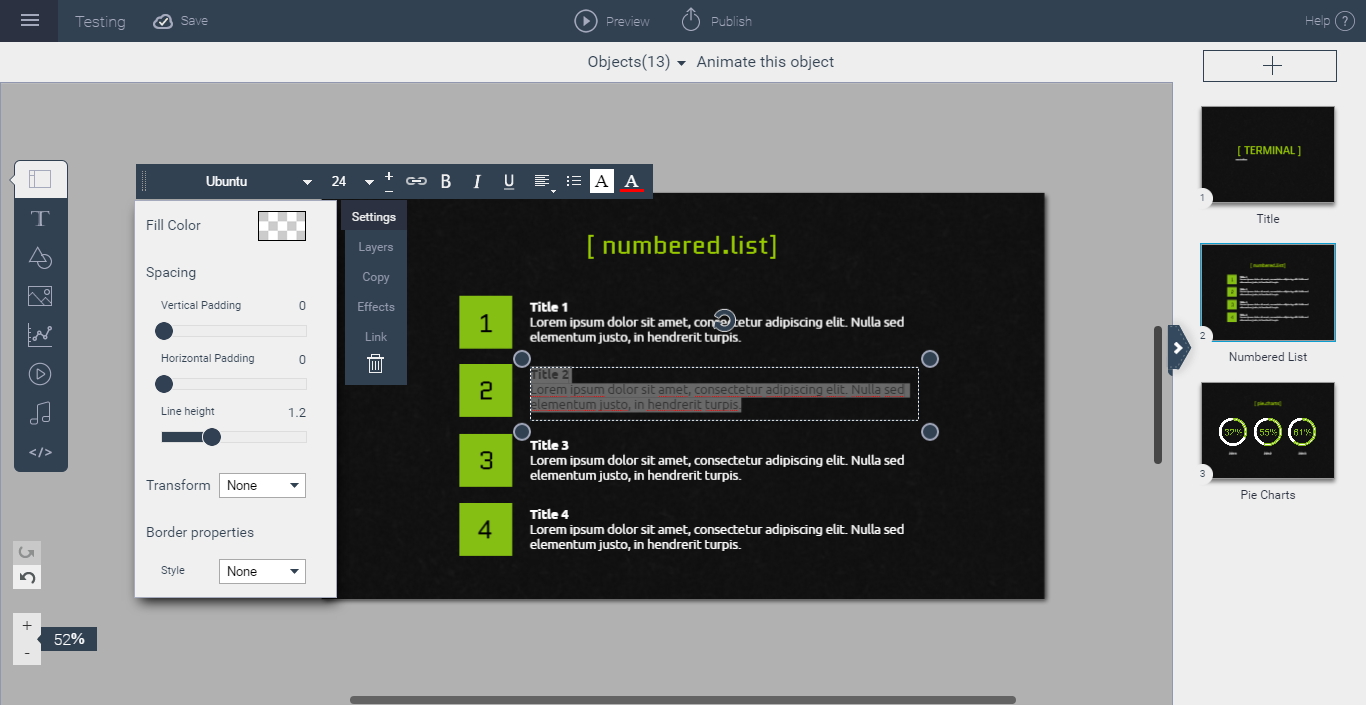 Testing
Save
Preview
Publish
Help ?
Objects(13)
Animate this object
Ubuntu
24
+
-
B
I
U
A
A
Fill Color
Spacing
Vertical Padding 0
Horizontal Padding 0
Line height 1.2
Transform None
Border properties
Style None
Settings
Layers
Copy
Effects
Link
[ numbered.list]
1
Title 1
Lorem ipsum dolor sit amet, consectetur adipiscing elit. Nulla sed
elementum justo, in hendrerit turpis.
2
Title 2
Lorem ipsum dolor sit amet, consectetur adipiscing elit. Nulla sed
elementum justo, in hendrerit turpis.
3
Title 3
Lorem ipsum dolor sit amet, consectetur adipiscing elit. Nulla sed
elementum justo, in hendrerit turpis.
4
Title 4
Lorem ipsum dolor sit amet, consectetur adipiscing elit. Nulla sed
elementum justo, in hendrerit turpis.
T
</>
+
52%
-
[ TERMINAL ]
1
Title
[ numbered.list]
1
2
3
4
2
Numbered List
[ pie.charts]
37%
55%
61%
3
Pie Charts